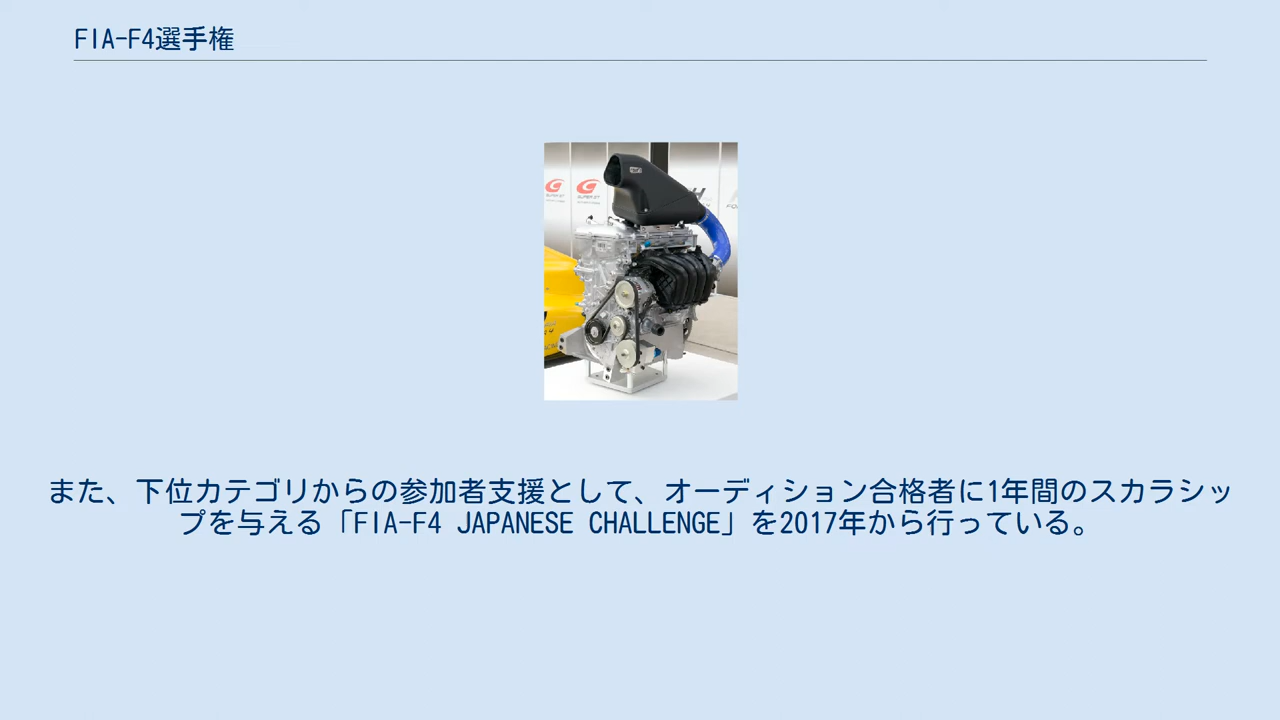 FIA-F4選手権
また、下位カテゴリからの参加者支援として、オーディション合格者に1年間のスカラシッ
プを与える「FIA-F4 JAPANESE CHALLENGE」を2017年から行っている。